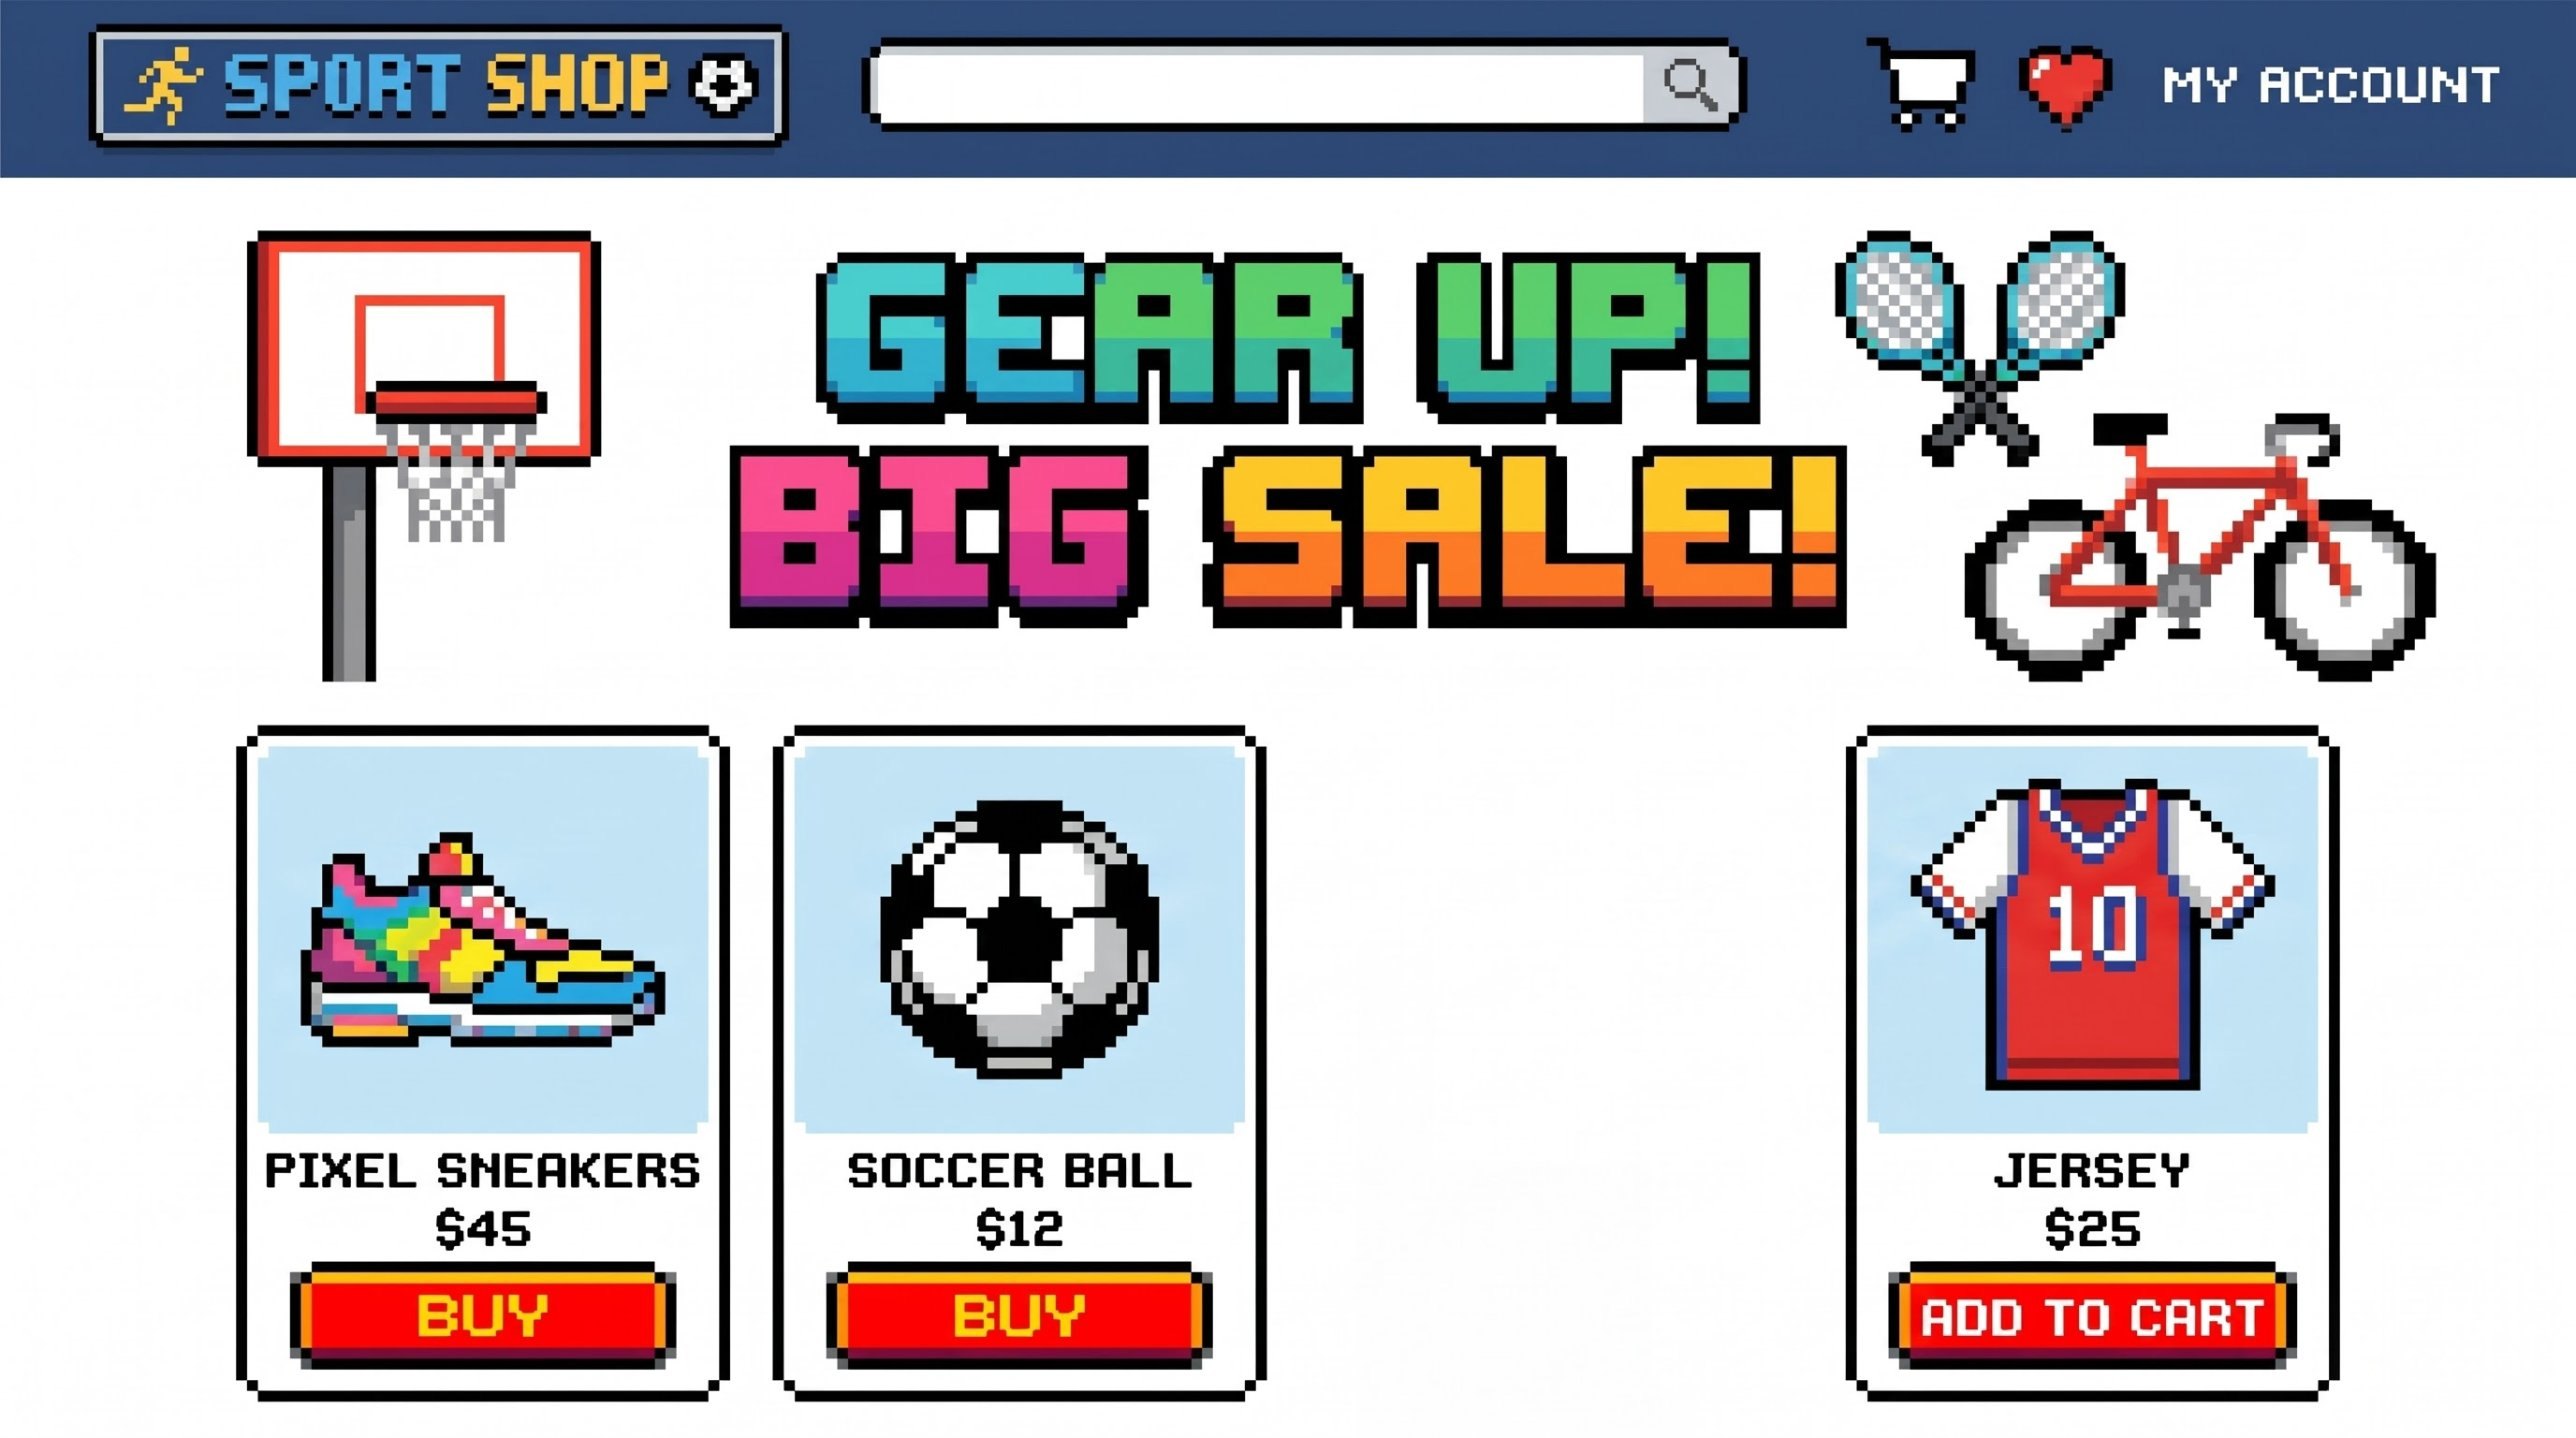 SPORT SHOP
MY ACCOUNT
GEAR UP!
BIG SALE!
PIXEL SNEAKERS
$45
BUY
SOCCER BALL
$12
BUY
10
JERSEY
$25
ADD TO CART